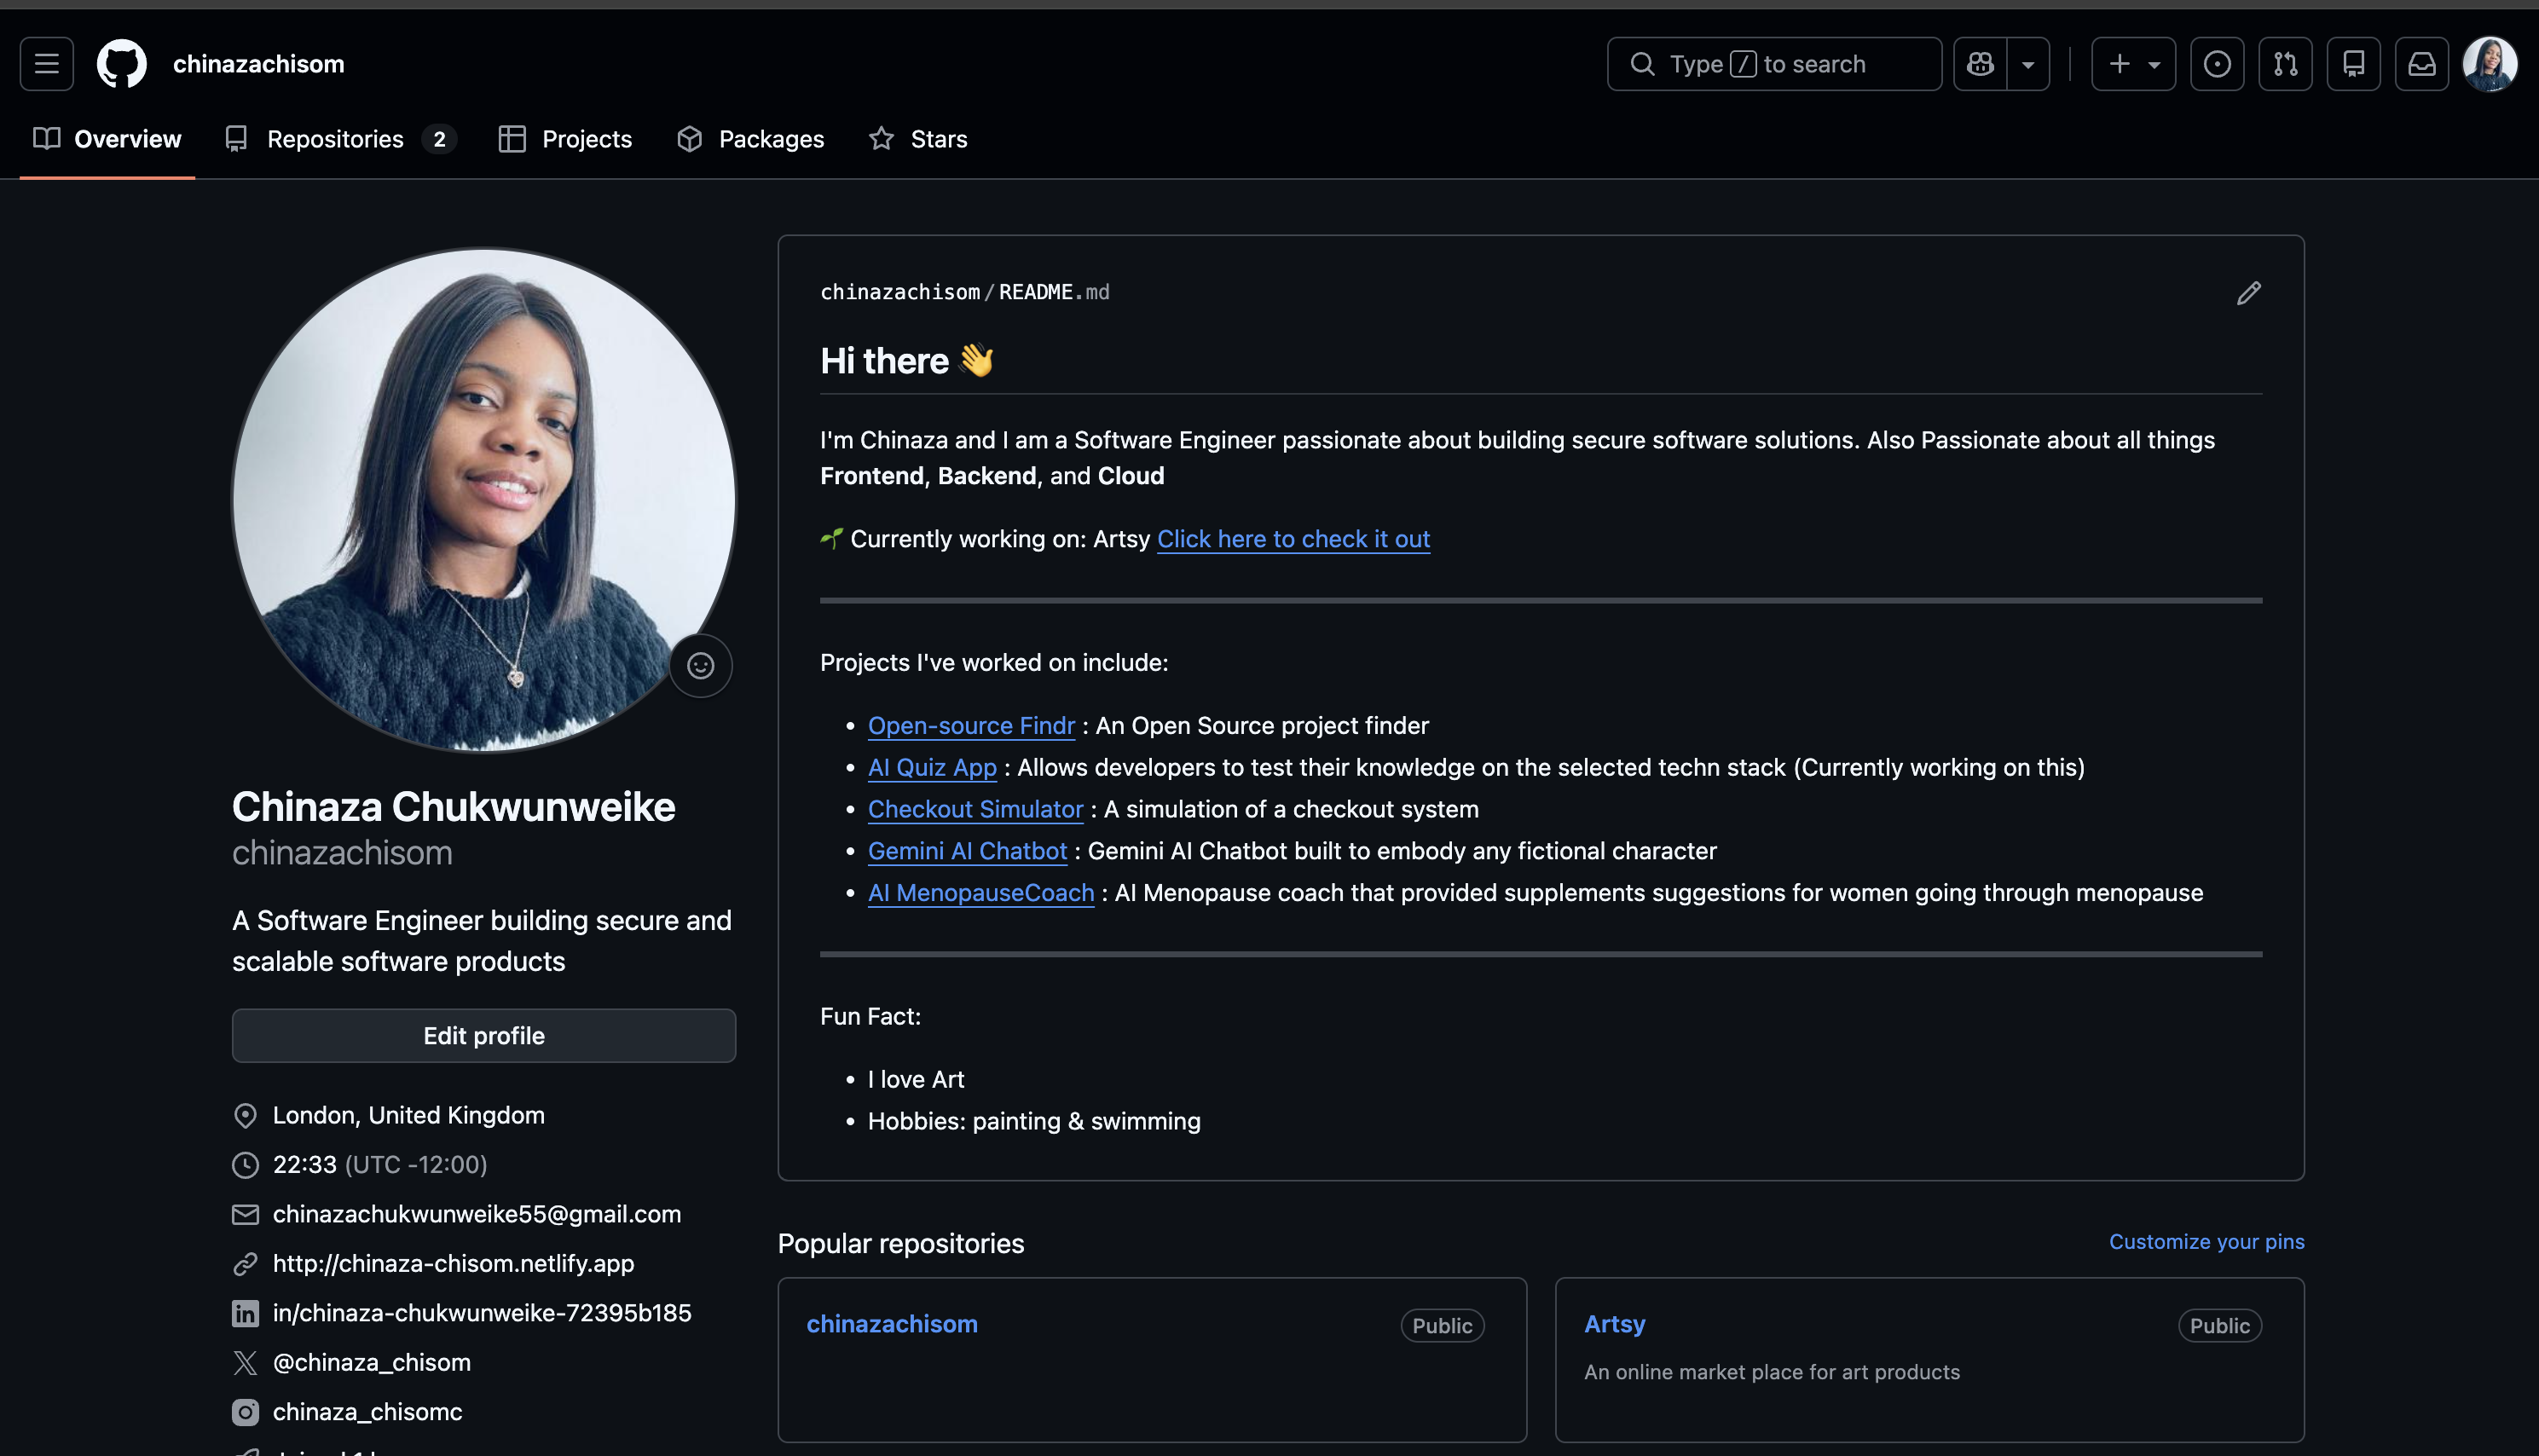 chinazachisom
Type / to search
Overview
Repositories 2
Projects
Packages
Stars
Chinaza Chukwunweike
chinazachisom
A Software Engineer building secure and
scalable software products
Edit profile
London, United Kingdom
22:33 (UTC -12:00)
chinazachukwunweike55@gmail.com
http://chinaza-chisom.netlify.app
in/chinaza-chukwunweike-72395b185
@chinaza_chisom
chinaza_chisomc
chinazachisom/README.md
Hi there 👋
I'm Chinaza and I am a Software Engineer passionate about building secure software solutions. Also Passionate about all things
Frontend, Backend, and Cloud
🌱 Currently working on: Artsy Click here to check it out
Projects I've worked on include:
• Open-source Findr : An Open Source project finder
• AI Quiz App : Allows developers to test their knowledge on the selected techn stack (Currently working on this)
• Checkout Simulator : A simulation of a checkout system
• Gemini AI Chatbot : Gemini AI Chatbot built to embody any fictional character
• AI MenopauseCoach : AI Menopause coach that provided supplements suggestions for women going through menopause
Fun Fact:
• I love Art
• Hobbies: painting & swimming
Popular repositories
Customize your pins
chinazachisom
Public
Artsy
Public
An online market place for art products